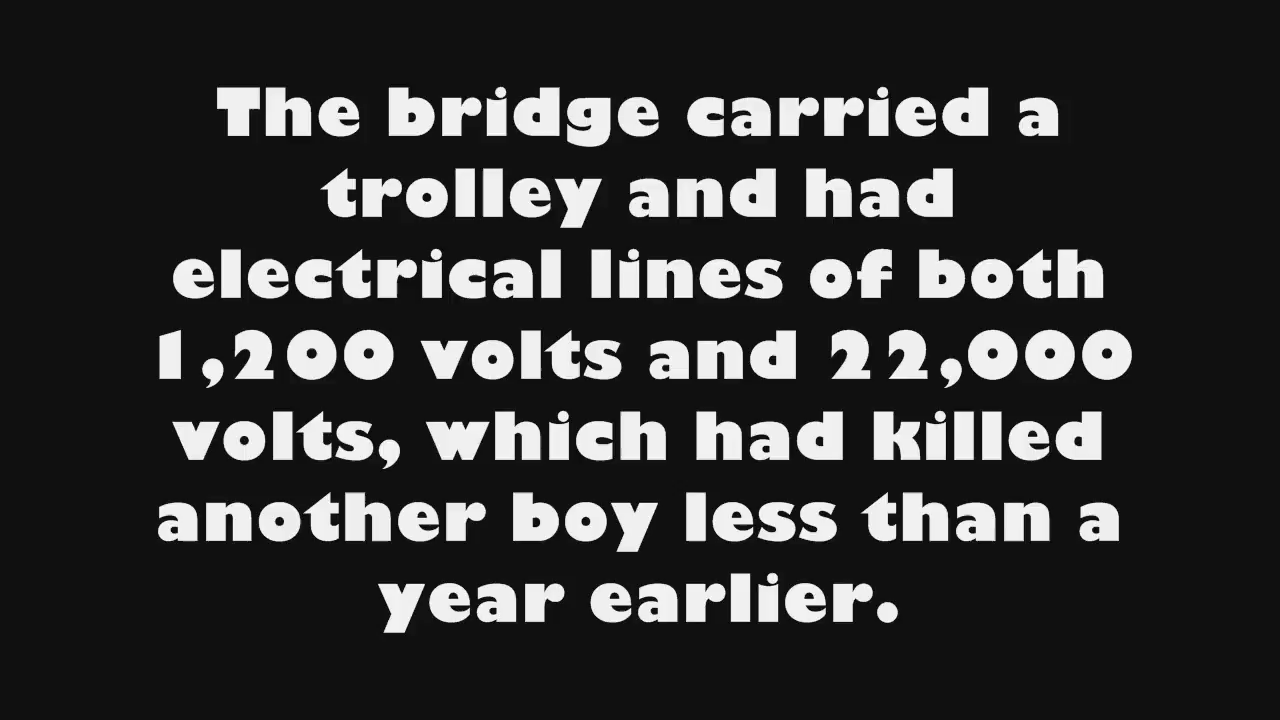 The bridge carried a
trolley and had
electrical lines of both
1,200 volts and 22,000
volts, which had killed
another boy less than a
year earlier.